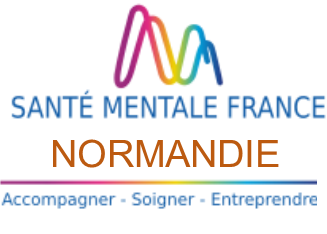 SANTÉ MENTALE FRANCE
NORMANDIE
Accompagner - Soigner - Entreprendre